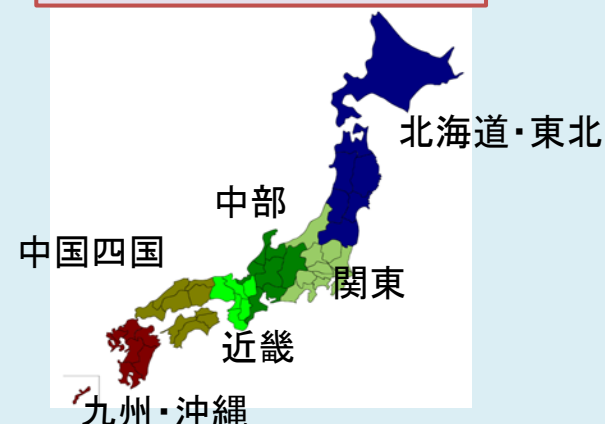 北海道・東北
中部
中国四国
関東
近畿
九州・沖縄